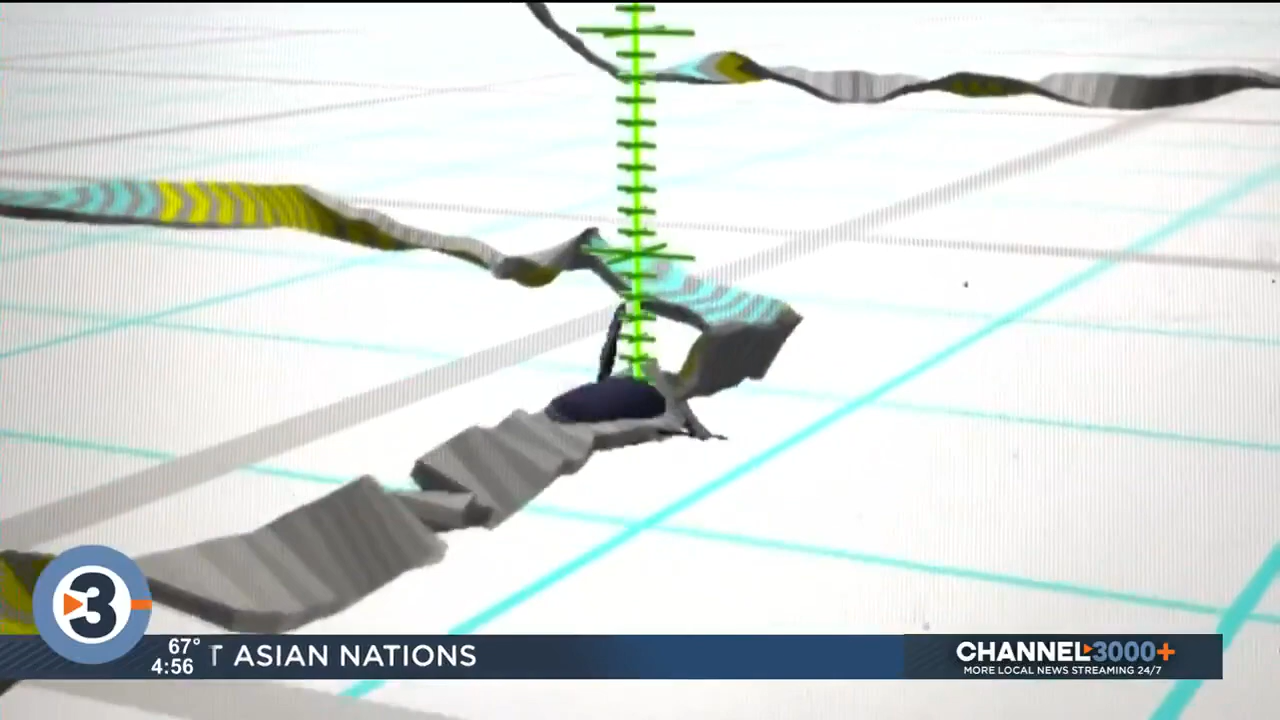 3
67°
4:56
T ASIAN NATIONS
CHANNEL3000+
MORE LOCAL NEWS STREAMING 24/7